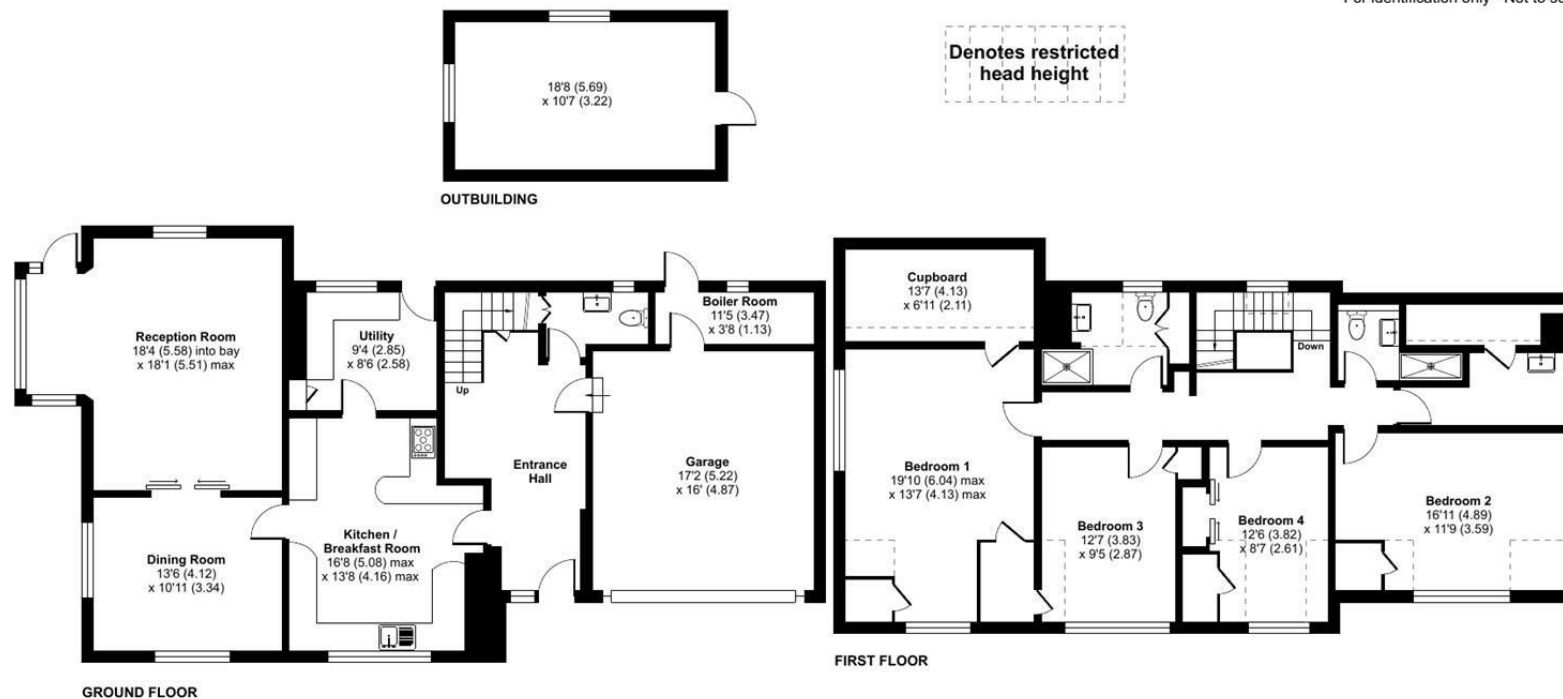 For identification only - Not to
Denotes restricted
head height
18'8 (5.69)
x 10'7 (3.22)
OUTBUILDING
Reception Room
18'4 (5.58) into bay
x 18'1 (5.51) max
Utility
9'4 (2.85)
x 8'6 (2.58)
Up
Boiler Room
11'5 (3.47)
x 3'8 (1.13)
Entrance
Hall
Garage
17'2 (5.22)
x 16' (4.87)
Dining Room
13'6 (4.12)
x 10'11 (3.34)
Kitchen /
Breakfast Room
16'8 (5.08) max
x 13'8 (4.16) max
GROUND FLOOR
Cupboard
13'7 (4.13)
x 6'11 (2.11)
Down
Bedroom 1
19'10 (6.04) max
x 13'7 (4.13) max
Bedroom 3
12'7 (3.83)
x 9'5 (2.87)
Bedroom 4
12'6 (3.82)
x 8'7 (2.61)
Bedroom 2
16'11 (4.89)
x 11'9 (3.59)
FIRST FLOOR